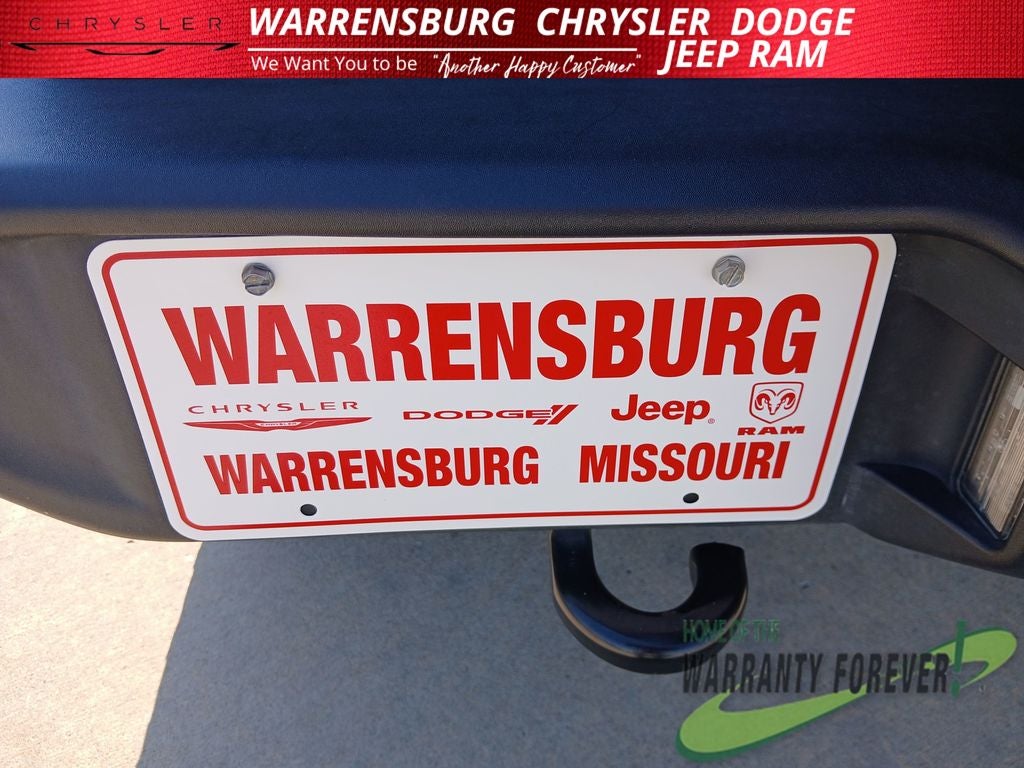 CHRYSLER
WARRENSBURG CHRYSLER DODGE
JEEP RAM
We Want You to be "Another Happy Customer"
WARRENSBURG
CHRYSLER DODGE Jeep® RAM
WARRENSBURG MISSOURI
HOME OF THE
WARRANTY FOREVER!